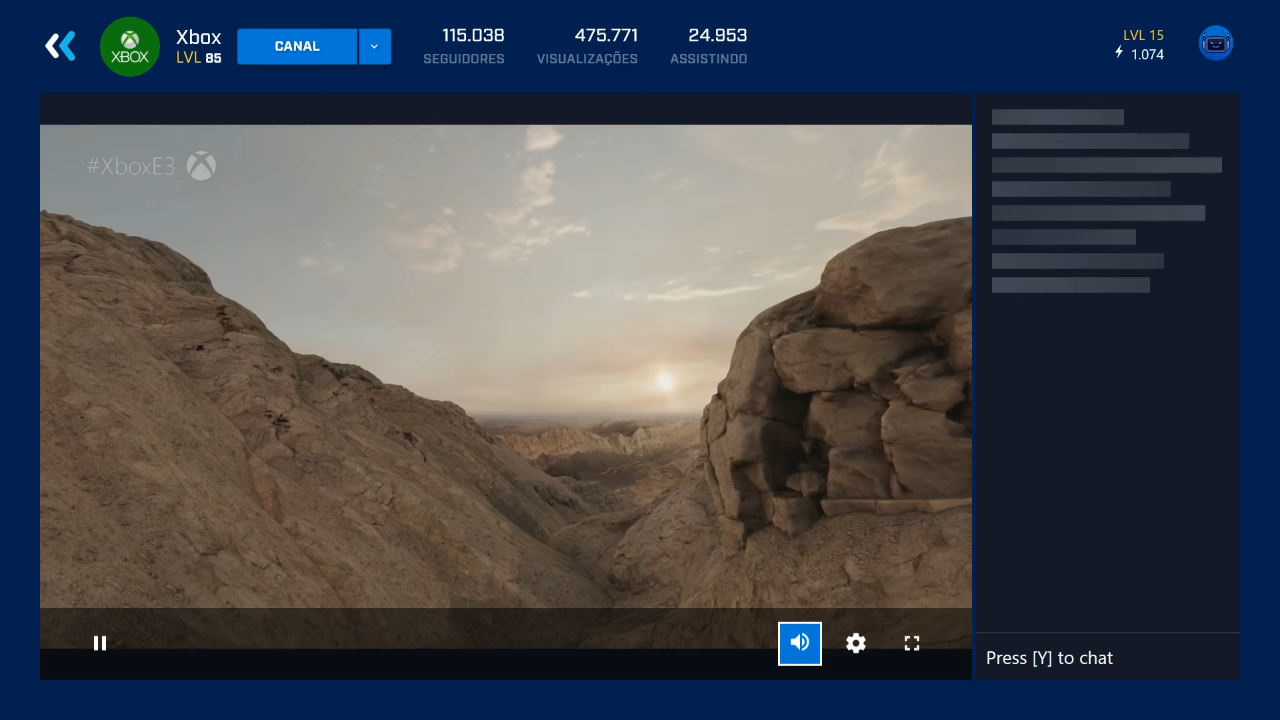 Xbox
LVL 85
XBOX
CANAL
115.038
SEGUIDORES
475.771
VISUALIZAÇÕES
24.953
ASSISTINDO
LVL 15
1.074
#XboxE3
Press [Y] to chat